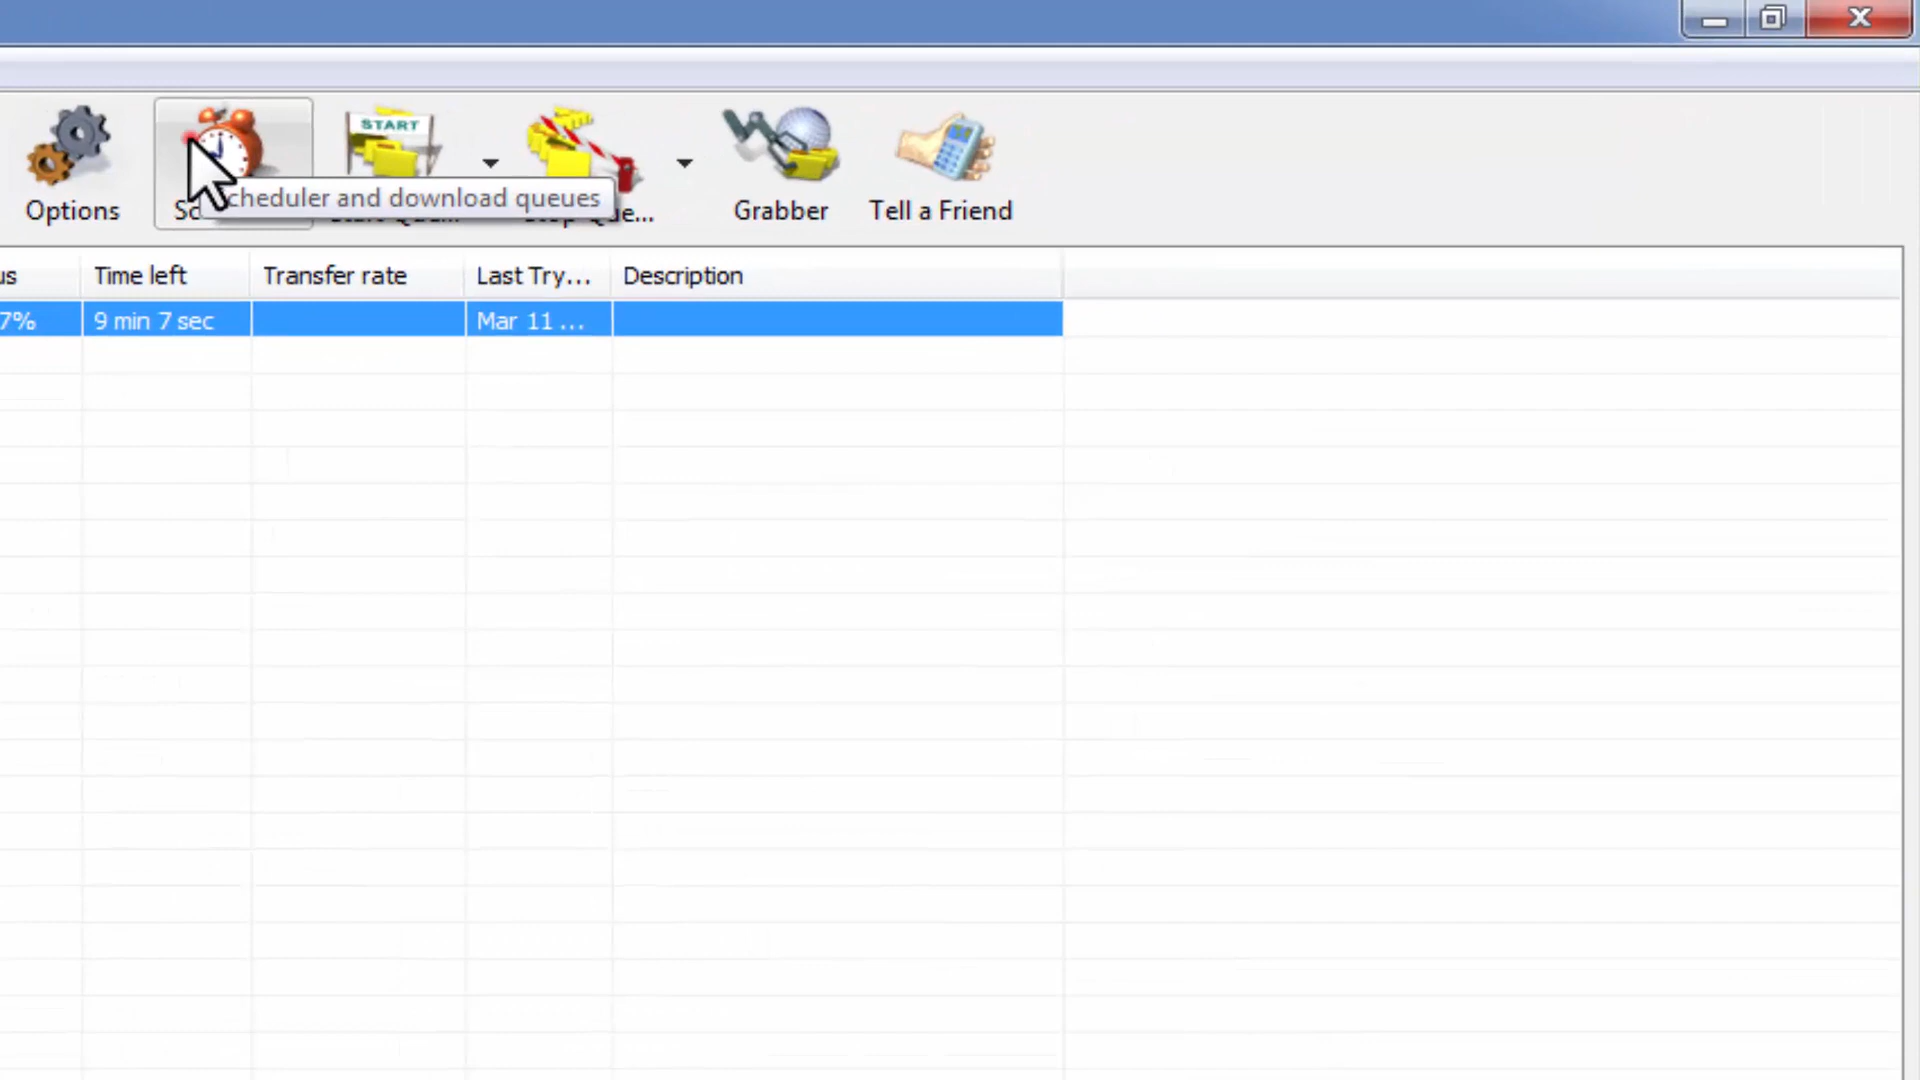 START
Options
cheduler and download queues
Grabber
Tell a Friend
us
Time left
Transfer rate
Last Try...
Description
7%
9 min 7 sec
Mar 11 ...